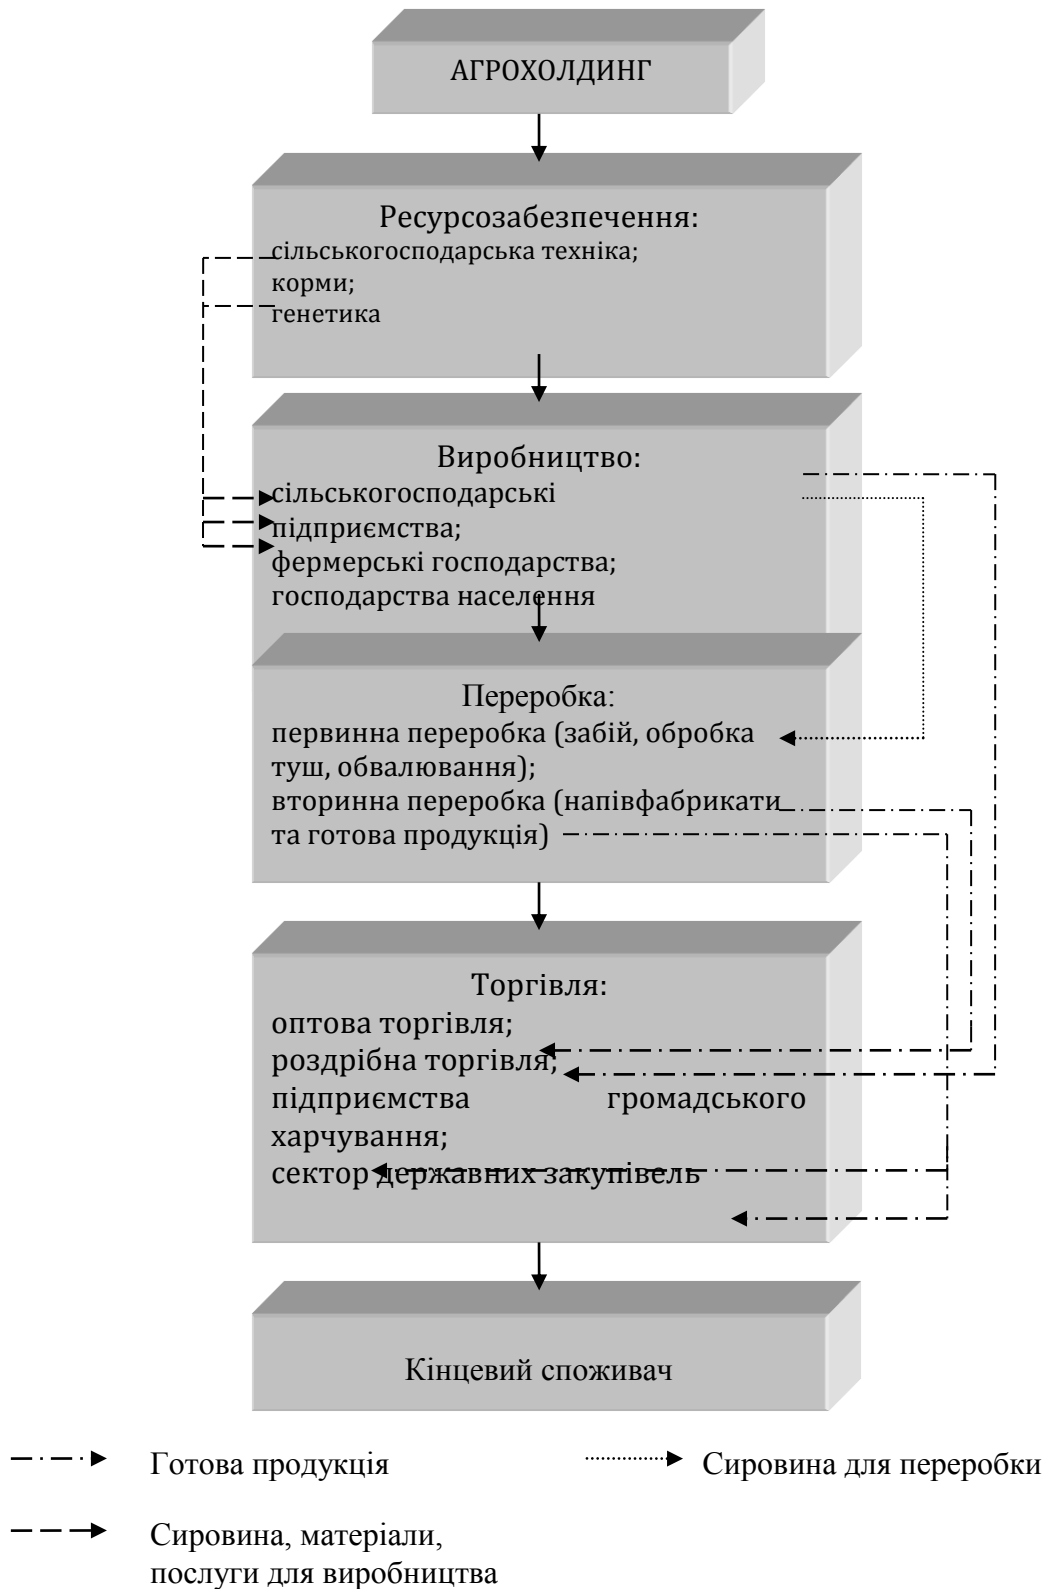 АГРОХОЛДИНГ
Ресурсозабезпечення:
сільськогосподарська техніка;
корми;
генетика
Виробництво:
сільськогосподарські
підприємства;
фермерські господарства;
господарства населення
Переробка:
первинна переробка (забій, обробка
туш, обвалювання);
вторинна переробка (напівфабрикати
та готова продукція)
Торгівля:
оптова торгівля;
роздрібна торгівля;
підприємства громадського
харчування;
сектор державних закупівель
Кінцевий споживач
Готова продукція
Сировина для переробки
Сировина, матеріали,
послуги для виробництва